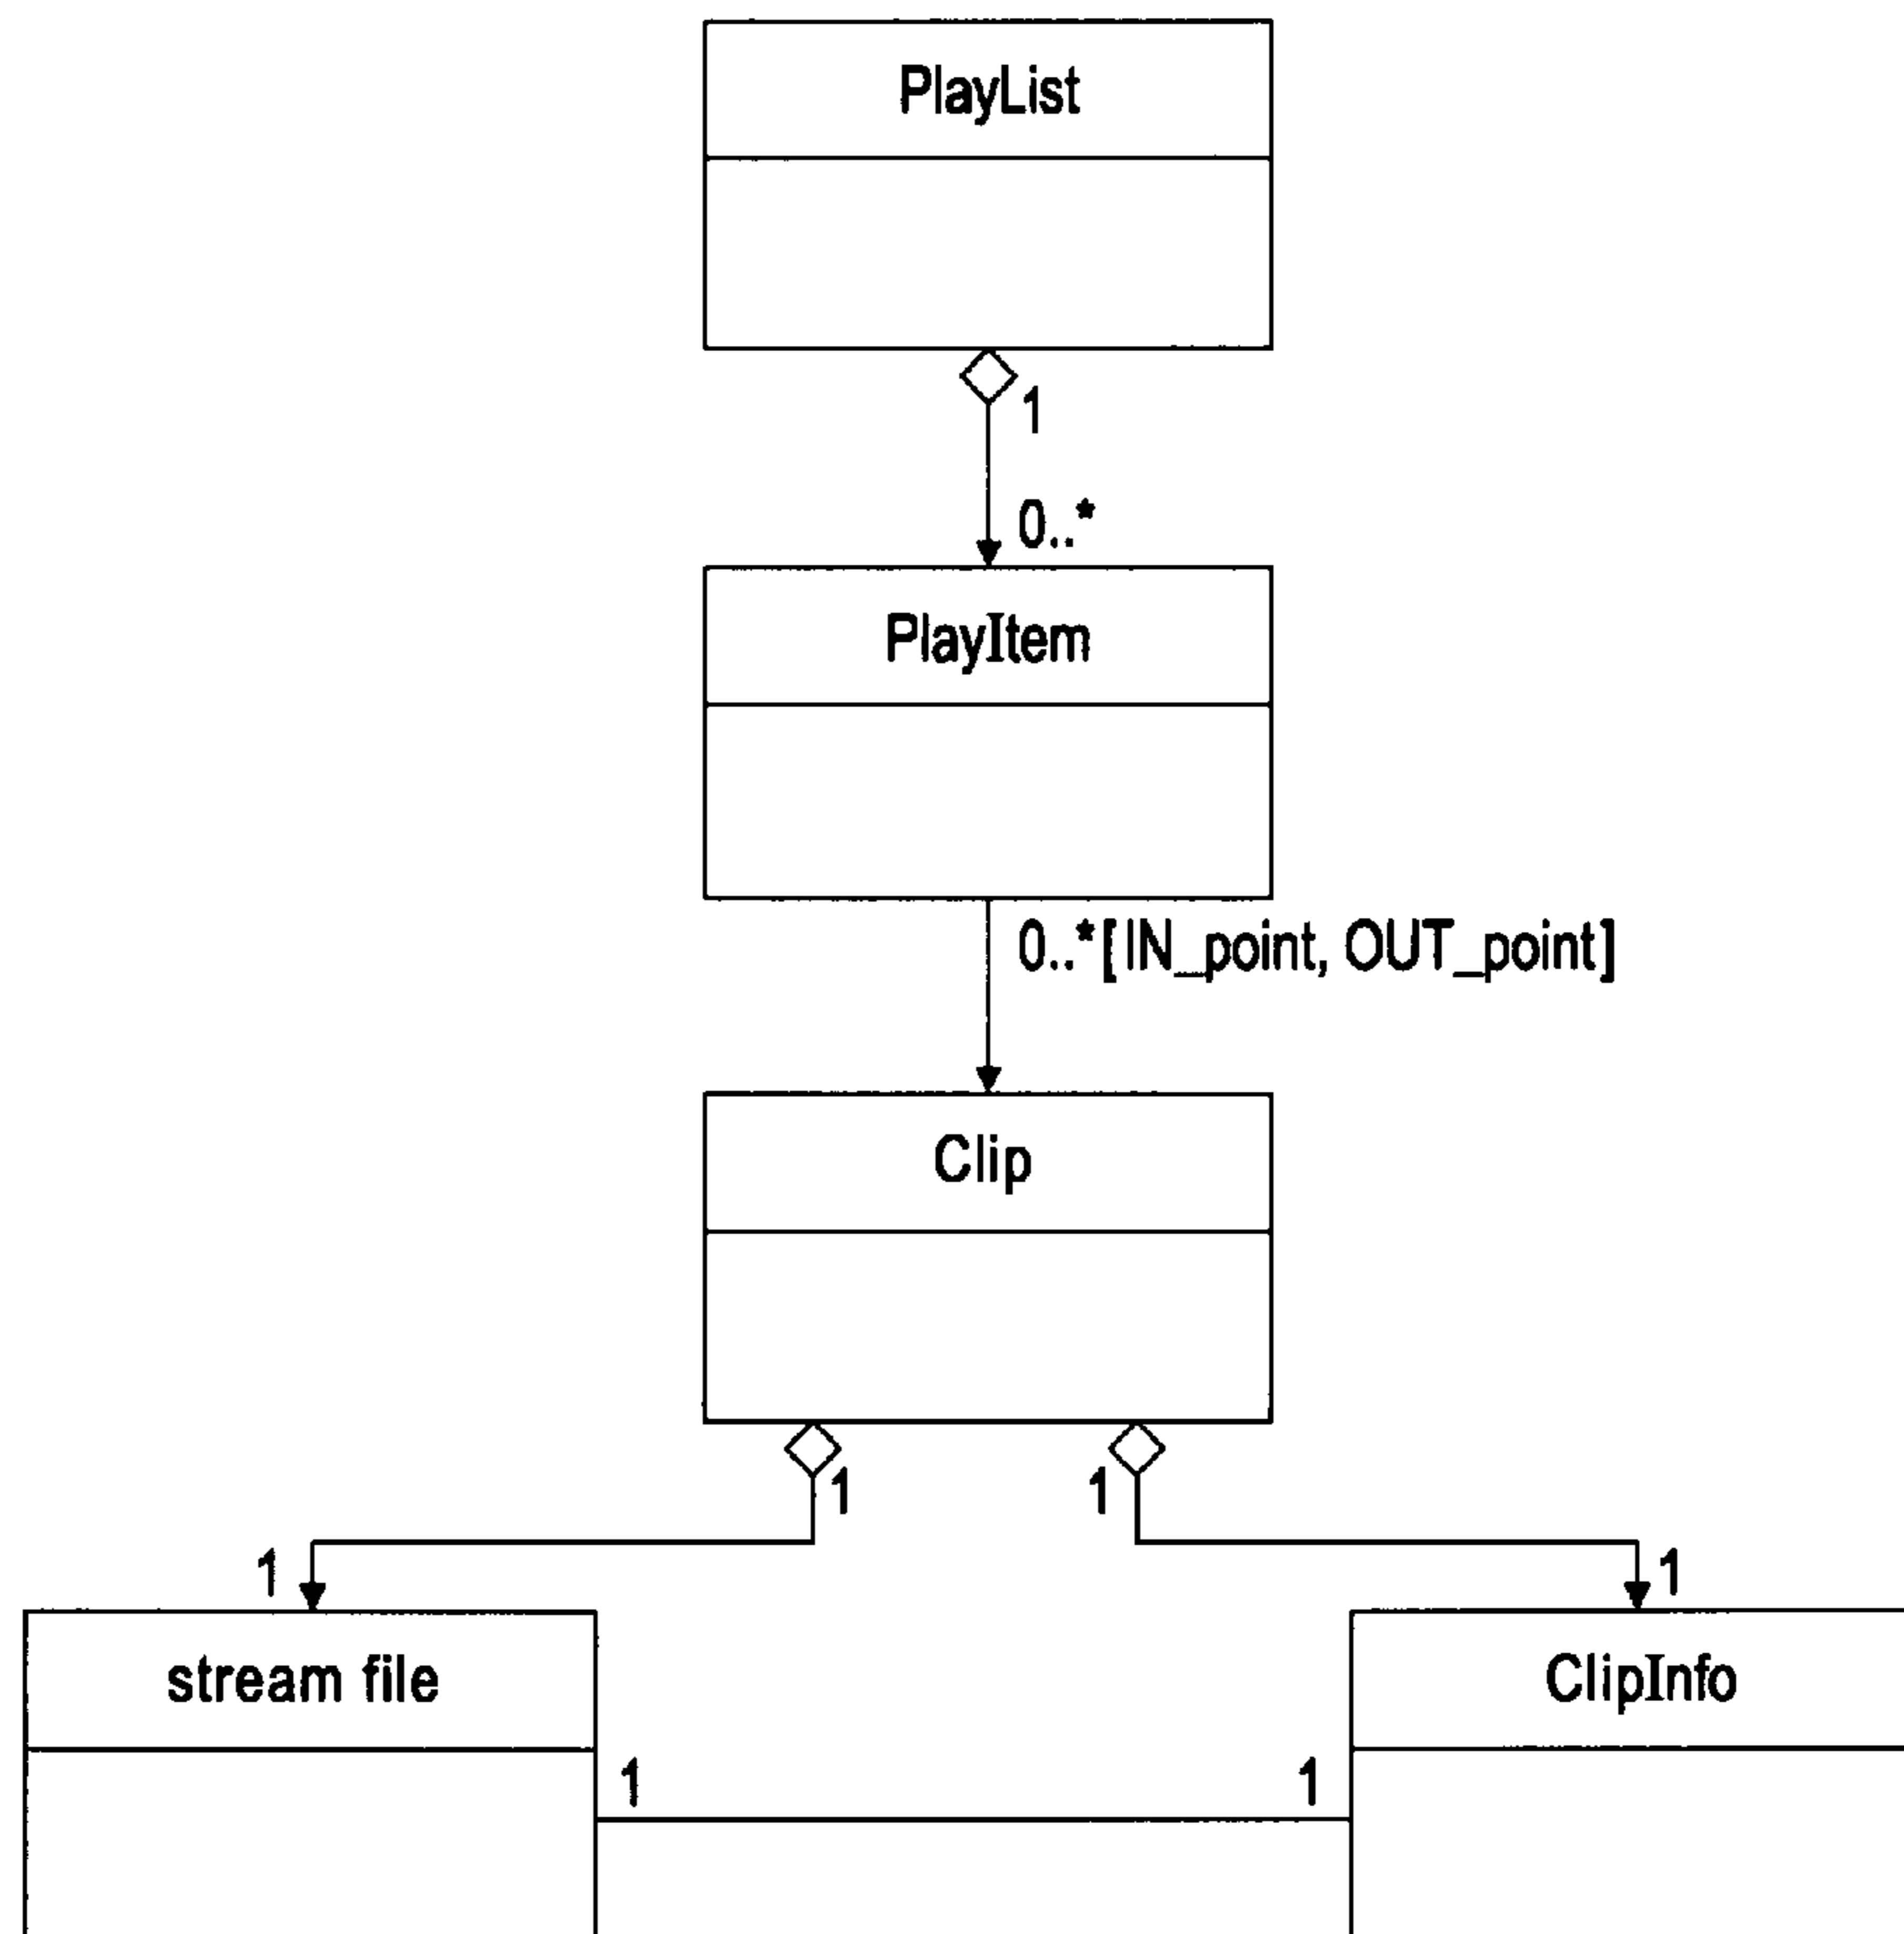 PlayList
1
0..*
PlayItem
0..*[IN_point, OUT_point]
Clip
1
1
1
1
stream file
ClipInfo
1
1